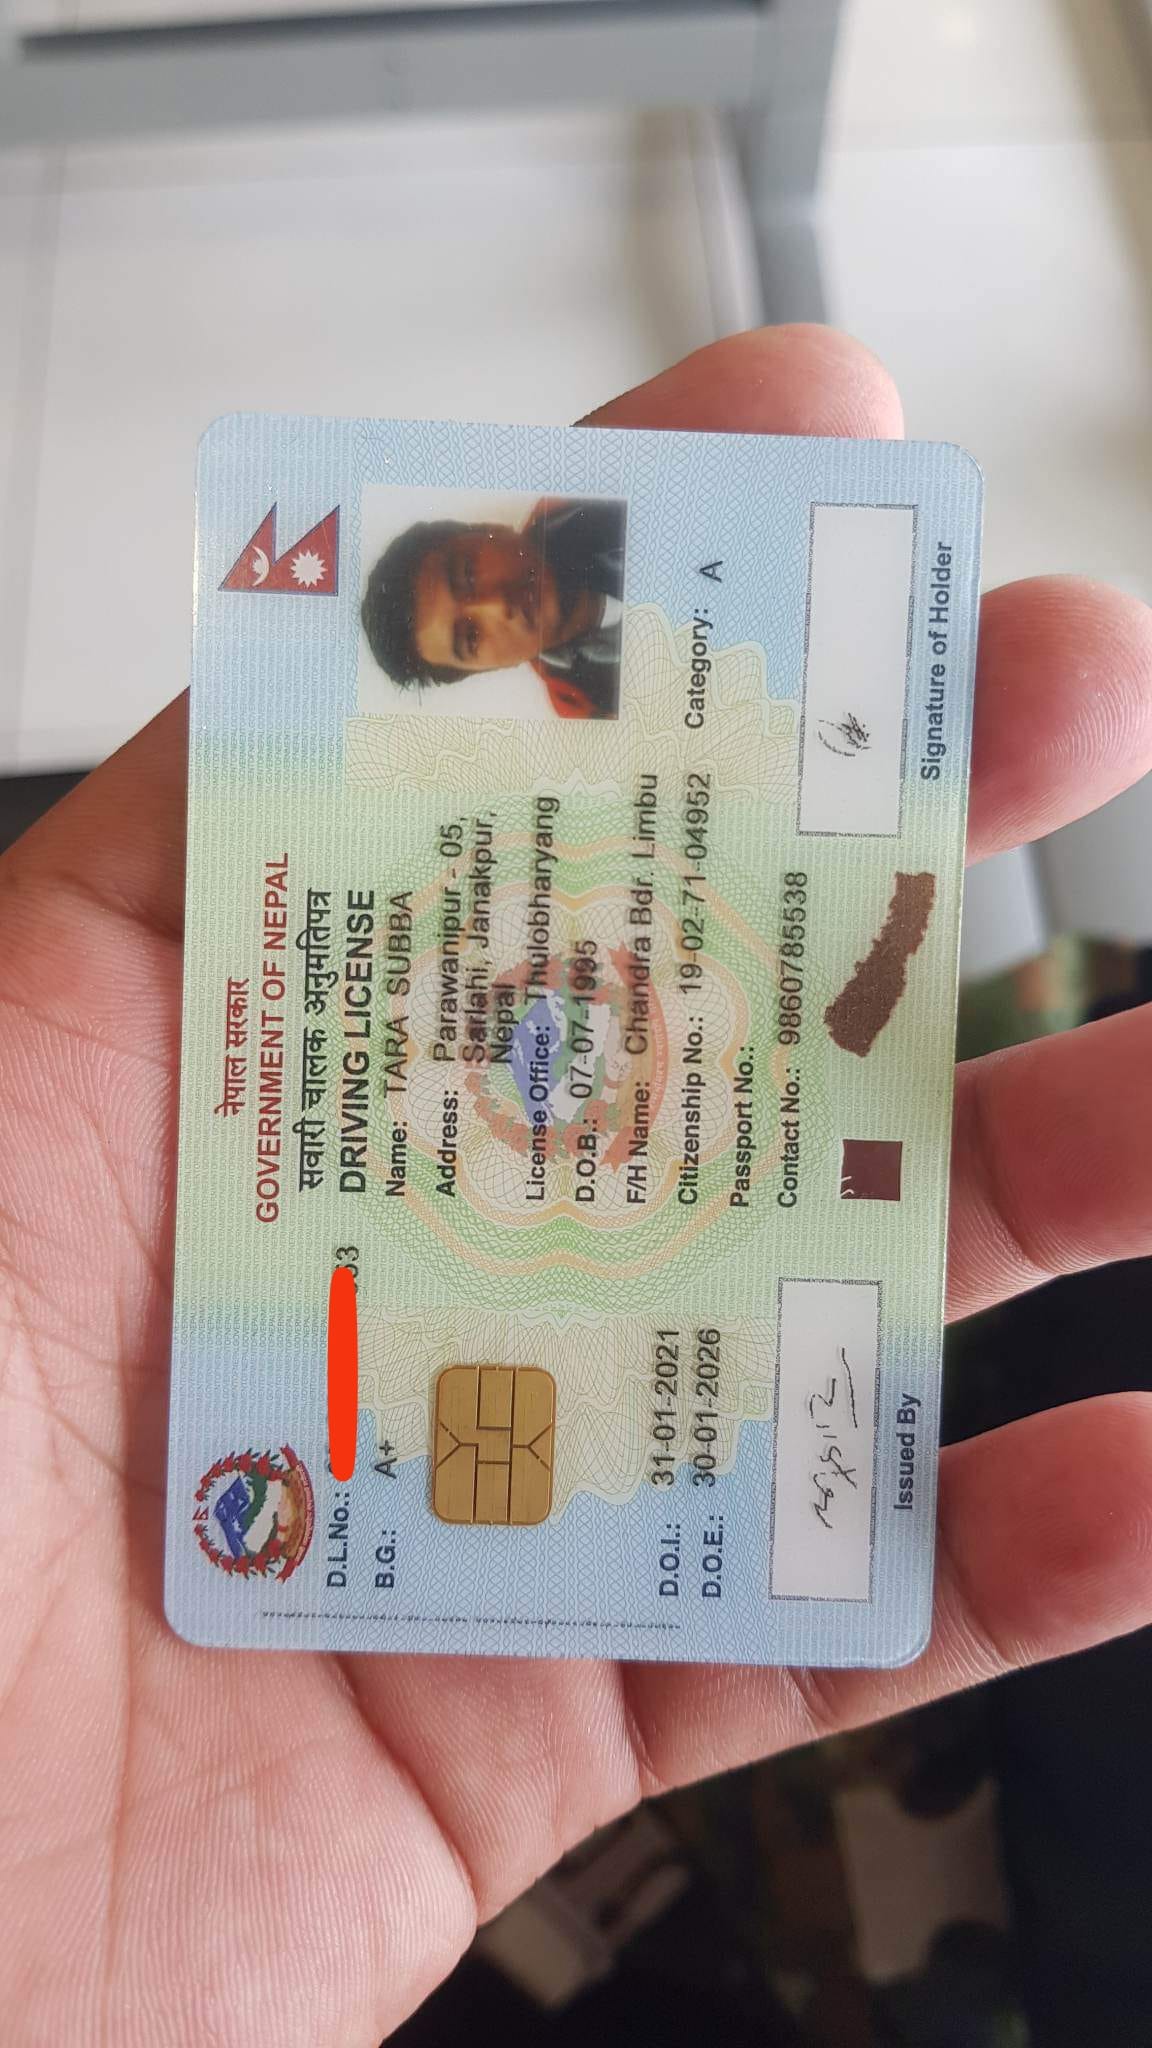 नेपाल सरकार
GOVERNMENT OF NEPAL
सवारी चालक अनुमतिपत्र
DRIVING LICENSE
D.L.No.: 63
B.G.: A+
Name: TARA SUBBA
Address: Parawanipur - 05,
Sarlahi, Janakpur,
Nepal
License Office: Thulobharyang
D.O.B.: 07-07-1995
F/H Name: Chandra Bdr. Limbu
D.O.I.: 31-01-2021
Citizenship No.: 19-02-71-04952
Category: A
D.O.E.: 30-01-2026
Passport No.:
Contact No.: 9860785538
Issued By
Signature of Holder